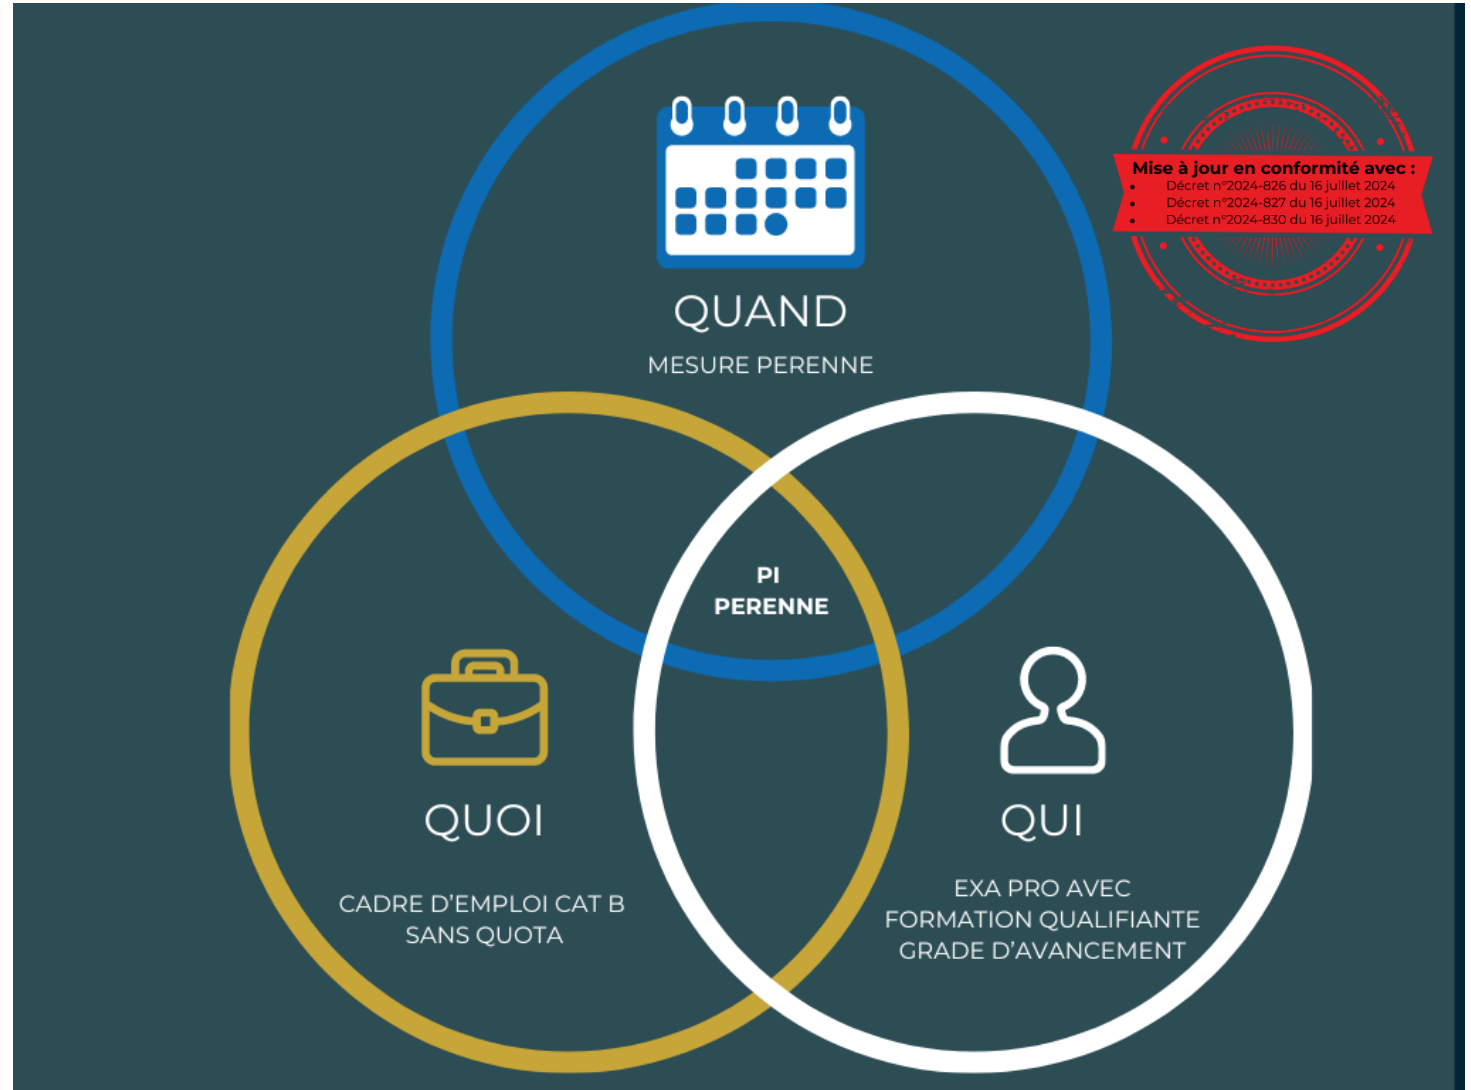 Mise à jour en conformité avec :
• Décret n°2024-826 du 16 juillet 2024
• Décret n°2024-827 du 16 juillet 2024
• Décret n°2024-830 du 16 juillet 2024
QUAND
MESURE PERENNE
PI
PERENNE
QUOI
CADRE D'EMPLOI CAT B
SANS QUOTA
QUI
EXA PRO AVEC
FORMATION QUALIFIANTE
GRADE D'AVANCEMENT